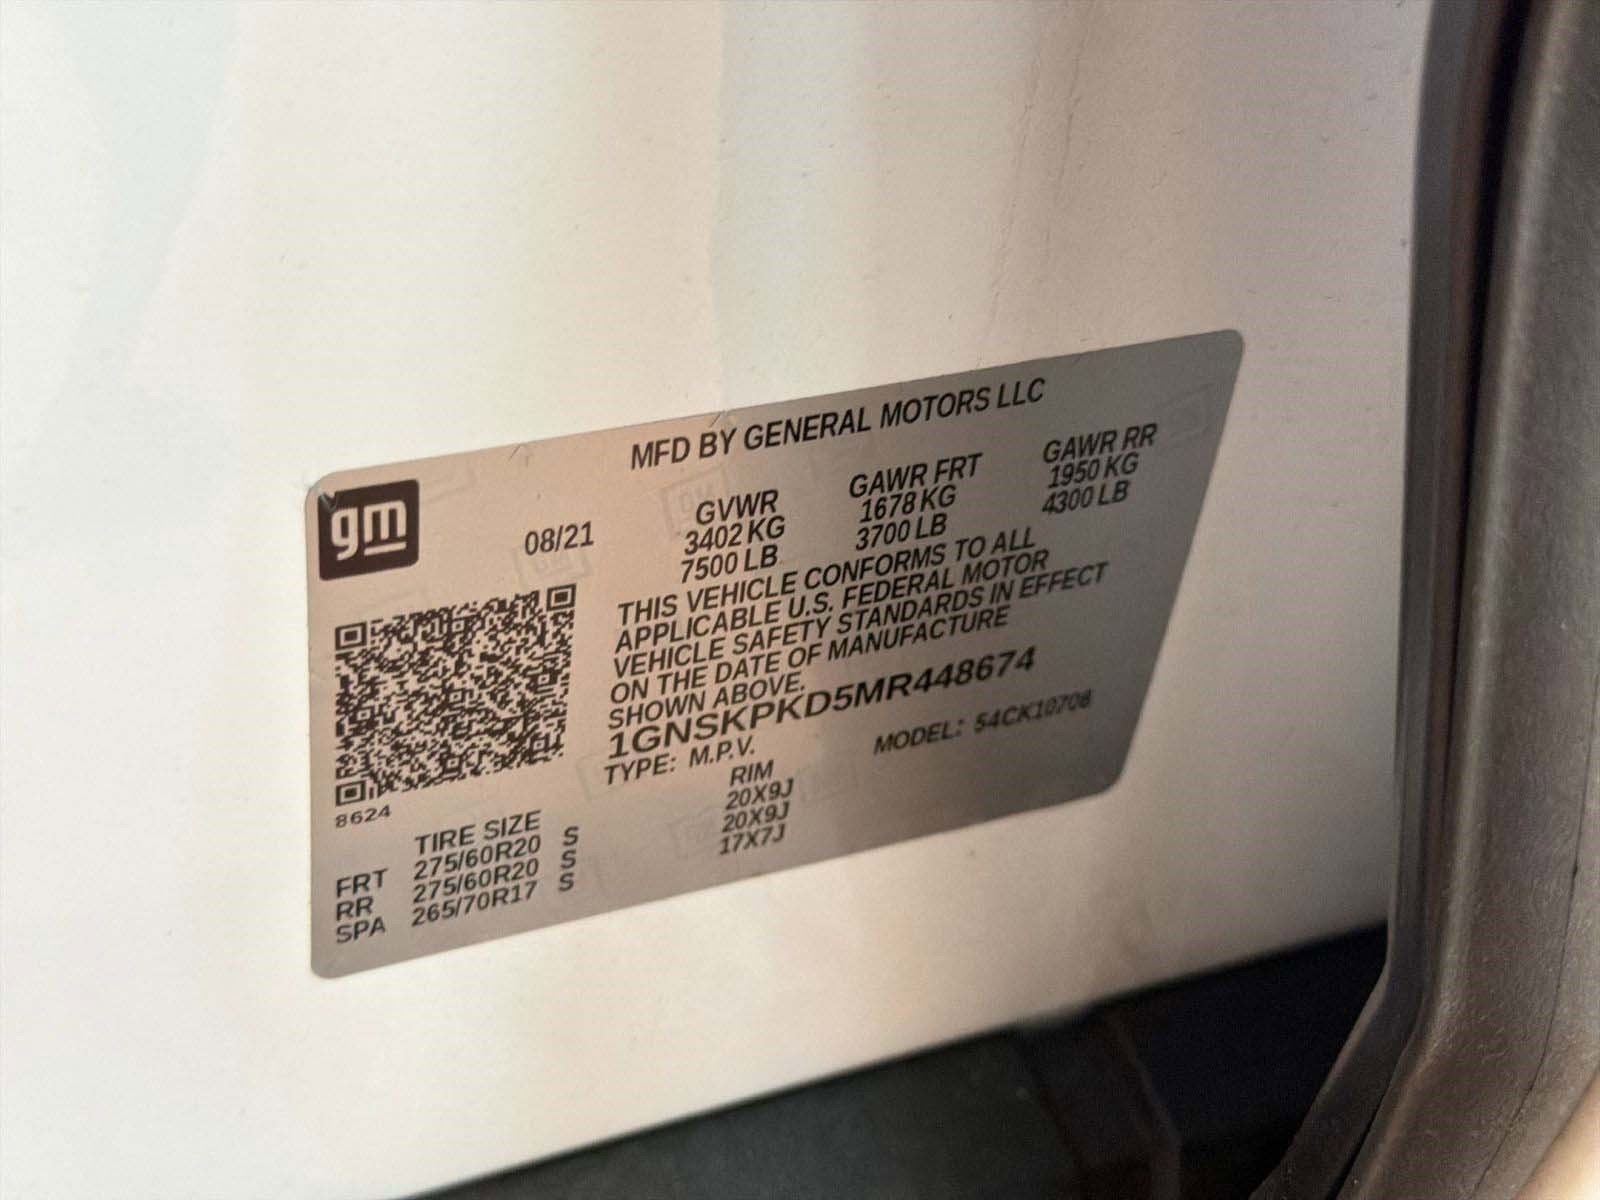 MFD BY GENERAL MOTORS LLC
gm
08/21
GVWR GAWR FRT GAWR RR
3402 KG 1678 KG 1950 KG
7500 LB 3700 LB 4300 LB
THIS VEHICLE CONFORMS TO ALL
APPLICABLE U.S. FEDERAL MOTOR
VEHICLE SAFETY STANDARDS IN EFFECT
ON THE DATE OF MANUFACTURE
SHOWN ABOVE.
1GNSKPKD5MR448674
TYPE: M.P.V. MODEL: 54CK10706
8624
TIRE SIZE RIM
FRT 275/60R20 S 20X9J
RR 275/60R20 S 20X9J
SPA 265/70R17 S 17X7J